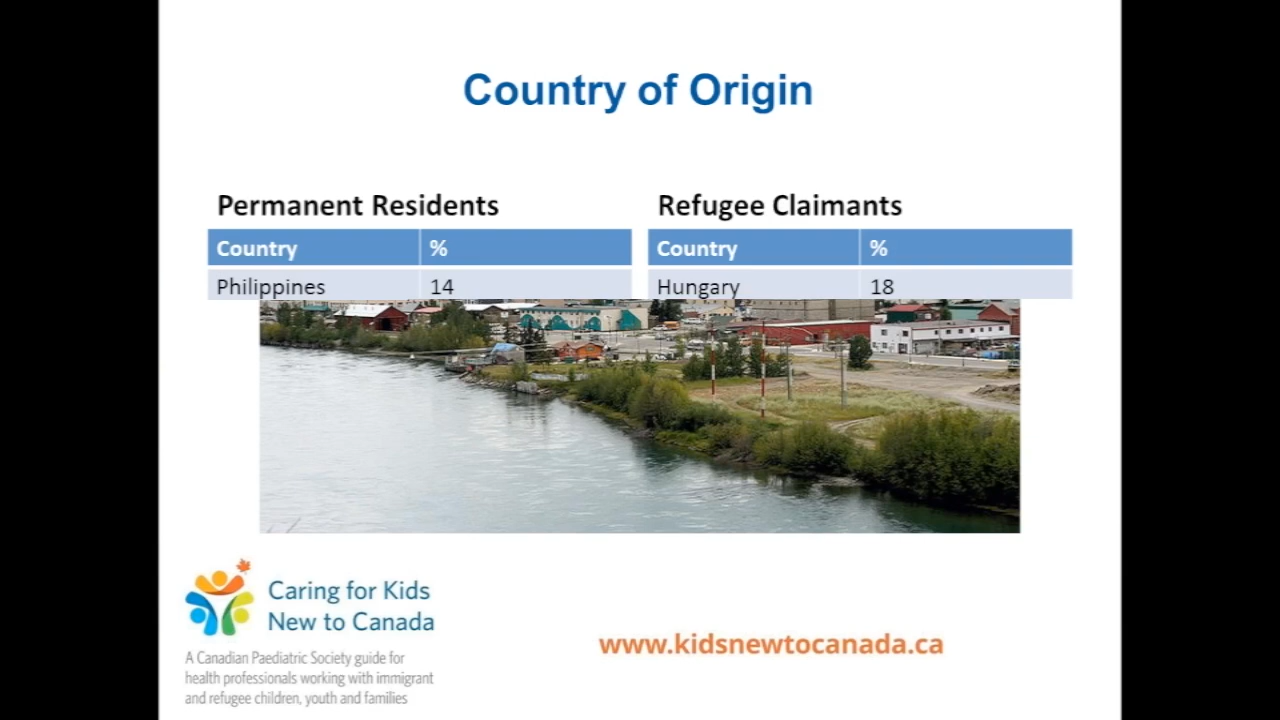 Country of Origin
Permanent Residents
Refugee Claimants
Country %
Country %
Philippines 14
Hungary 18
Caring for Kids
New to Canada
www.kidsnewtocanada.ca
A Canadian Paediatric Society guide for
health professionals working with immigrant
and refugee children, youth and families